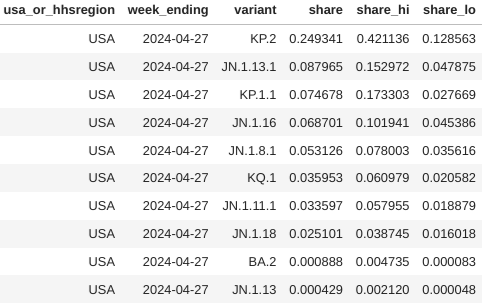 usa_or_hhsregion week_ending variant share share_hi share_lo
USA 2024-04-27 KP.2 0.249341 0.421136 0.128563
USA 2024-04-27 JN.1.13.1 0.087965 0.152972 0.047875
USA 2024-04-27 KP.1.1 0.074678 0.173303 0.027669
USA 2024-04-27 JN.1.16 0.068701 0.101941 0.045386
USA 2024-04-27 JN.1.8.1 0.053126 0.078003 0.035616
USA 2024-04-27 KQ.1 0.035953 0.060979 0.020582
USA 2024-04-27 JN.1.11.1 0.033597 0.057955 0.018879
USA 2024-04-27 JN.1.18 0.025101 0.038745 0.016018
USA 2024-04-27 BA.2 0.000888 0.004735 0.000083
USA 2024-04-27 JN.1.13 0.000429 0.002120 0.000048